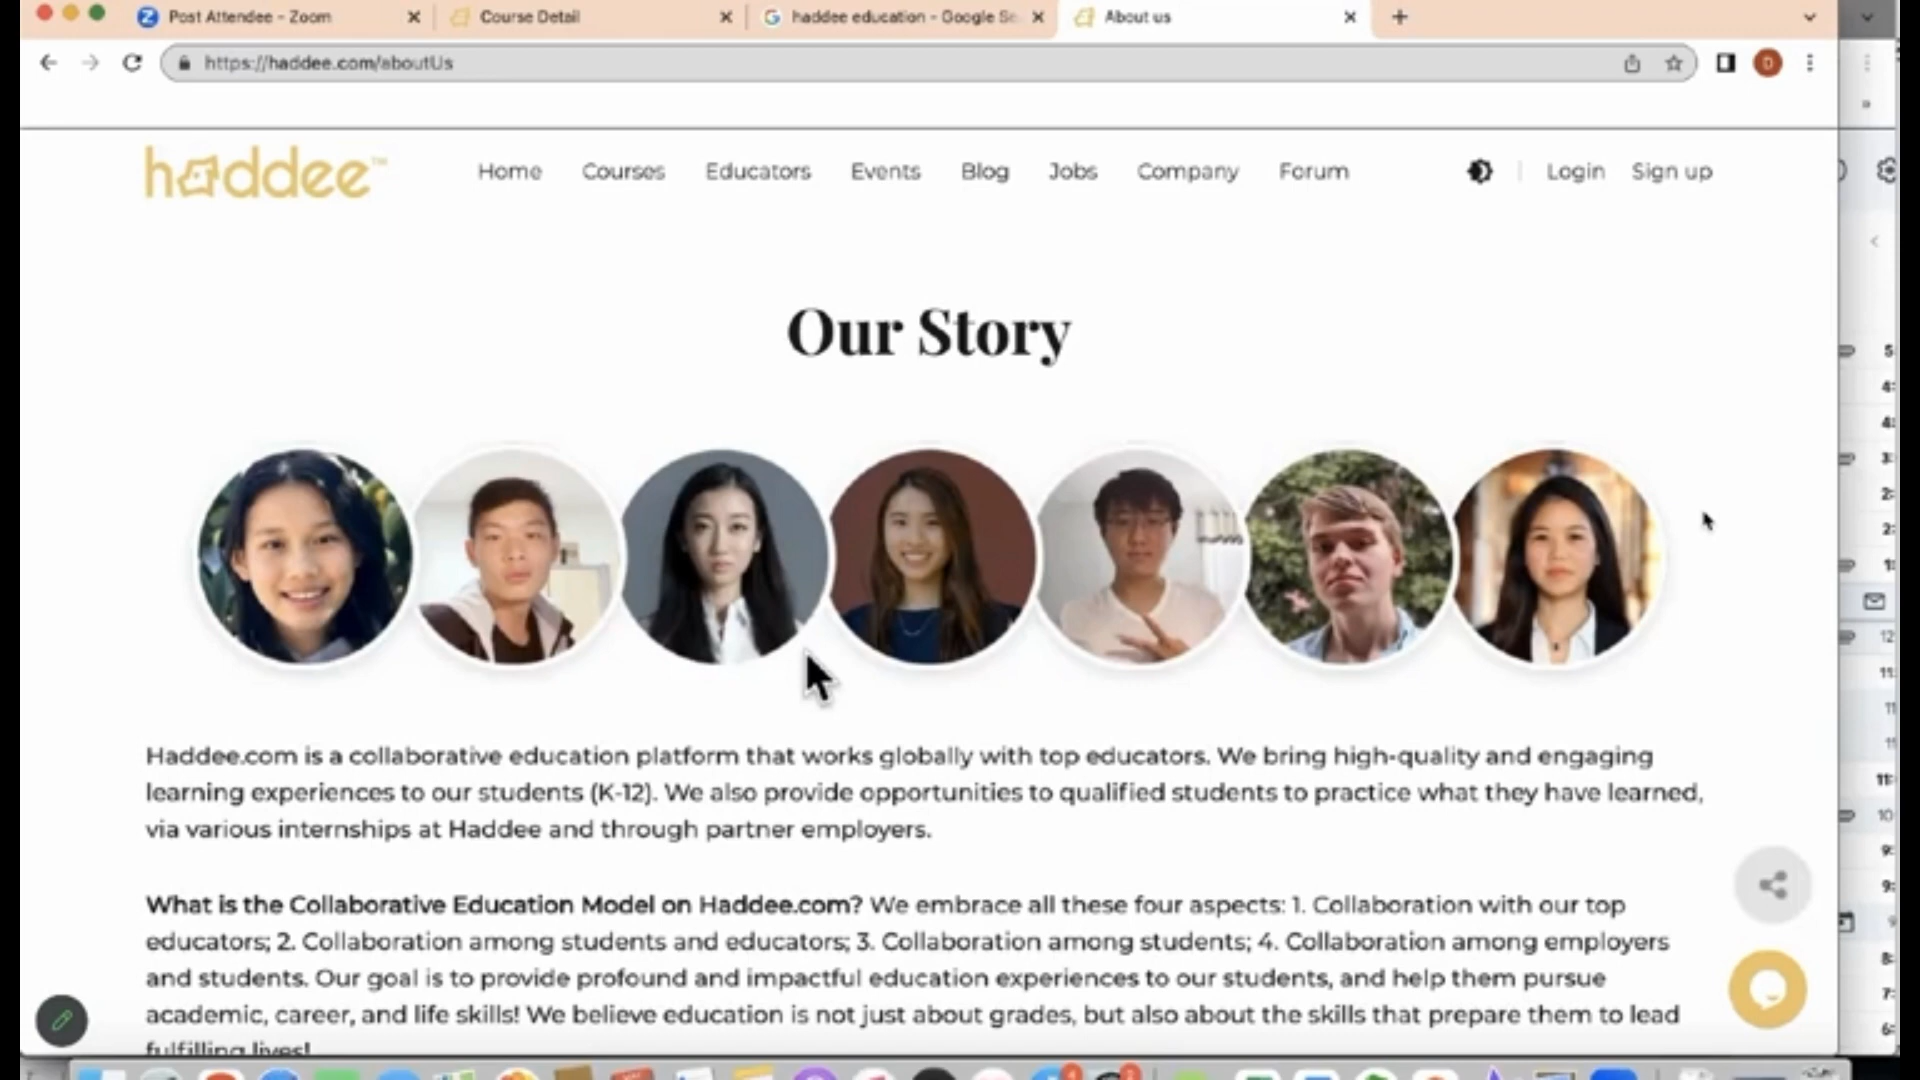 Post Attendee - Zoom
Course Detail
haddee education - Google Se
About us
https://haddee.com/aboutUs
D
haddee™
Home
Courses
Educators
Events
Blog
Jobs
Company
Forum
Login
Sign up
Our Story
Haddee.com is a collaborative education platform that works globally with top educators. We bring high-quality and engaging
learning experiences to our students (K-12). We also provide opportunities to qualified students to practice what they have learned,
via various internships at Haddee and through partner employers.
What is the Collaborative Education Model on Haddee.com? We embrace all these four aspects: 1. Collaboration with our top
educators; 2. Collaboration among students and educators; 3. Collaboration among students; 4. Collaboration among employers
and students. Our goal is to provide profound and impactful education experiences to our students, and help them pursue
academic, career, and life skills! We believe education is not just about grades, but also about the skills that prepare them to lead
fulfilling lives!